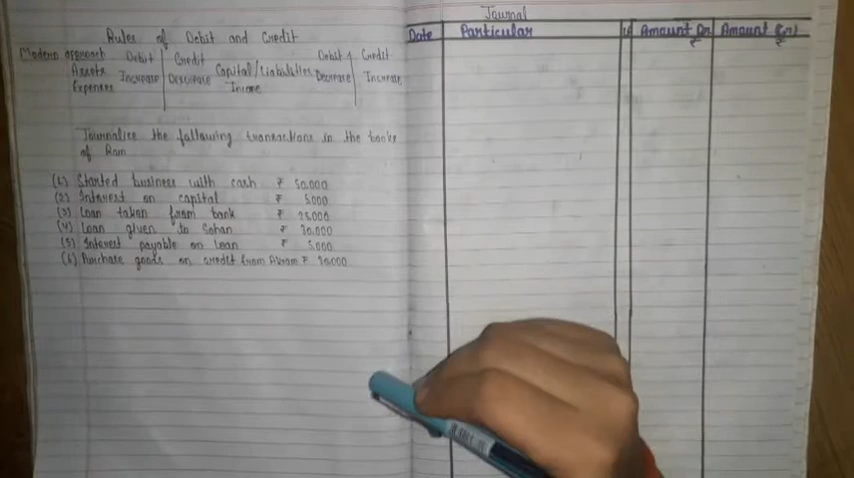 Rules of Debit and Credit
Modern approach Debit Credit Debit Credit
Assets Increase Decrease Capital/Liabilities Decrease Increase
Expenses Income
Journalise the following transactions in the books
of Ram
(1) Started business with cash ₹ 50,000
(2) Interest on capital ₹ 5,000
(3) Loan taken from bank ₹ 25,000
(4) Loan given to Sohan ₹ 30,000
(5) Interest payable on Loan ₹ 5,000
(6) Purchase goods on credit from ₹
Journal
Date Particular Amount Dr Amount (Cr)
₹ ₹